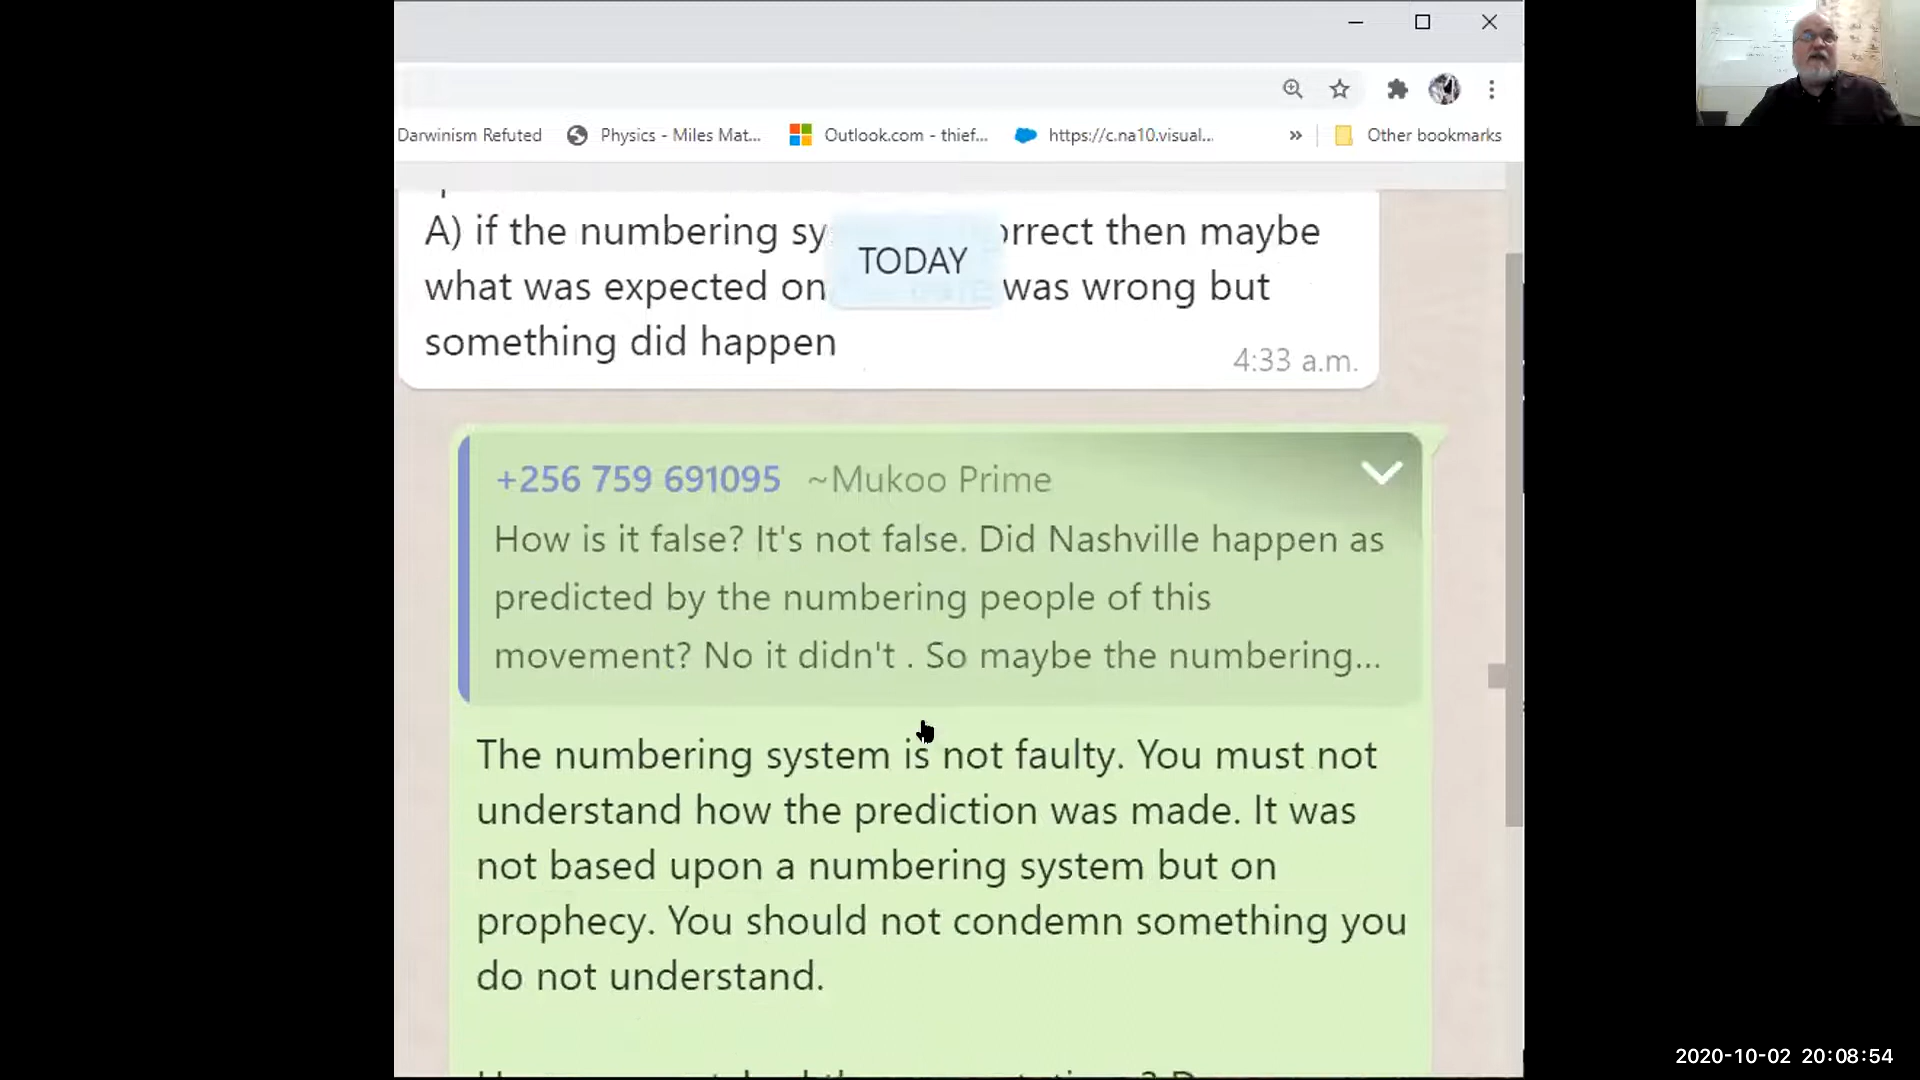 Darwinism Refuted Physics - Miles Mat... Outlook.com - thief... https://c.na10.visual... » Other bookmarks
A) if the numbering sy rrect then maybe
TODAY
what was expected on was wrong but
something did happen
4:33 a.m.
+256 759 691095 ~Mukoo Prime
How is it false? It's not false. Did Nashville happen as
predicted by the numbering people of this
movement? No it didn't . So maybe the numbering...
The numbering system is not faulty. You must not
understand how the prediction was made. It was
not based upon a numbering system but on
prophecy. You should not condemn something you
do not understand.
2020-10-02 20:08:54